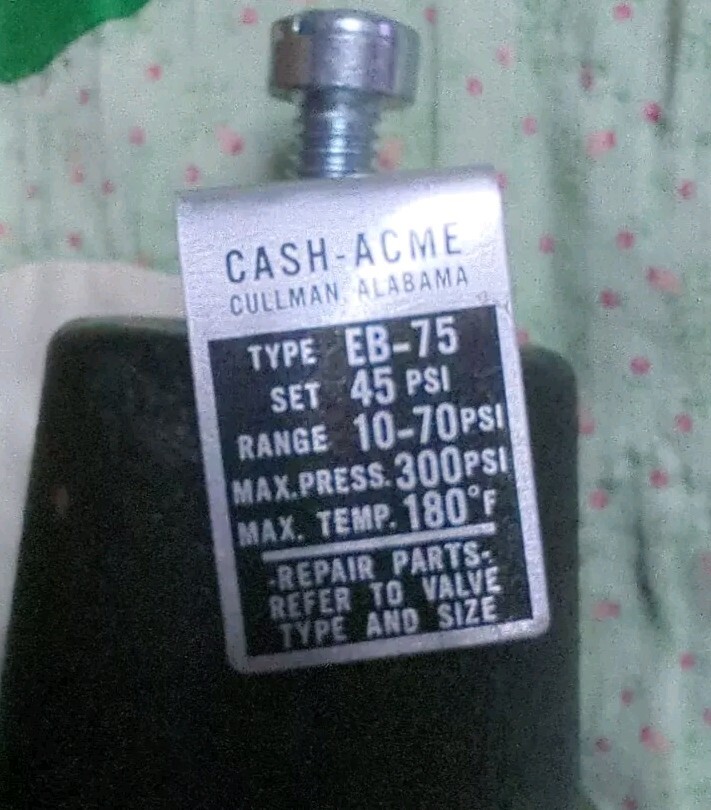 CASH-ACME
CULLMAN, ALABAMA
TYPE EB-75
SET 45 PSI
RANGE 10-70PSI
MAX.PRESS.300PSI
MAX. TEMP. 180°F
-REPAIR PARTS-
REFER TO VALVE
TYPE AND SIZE